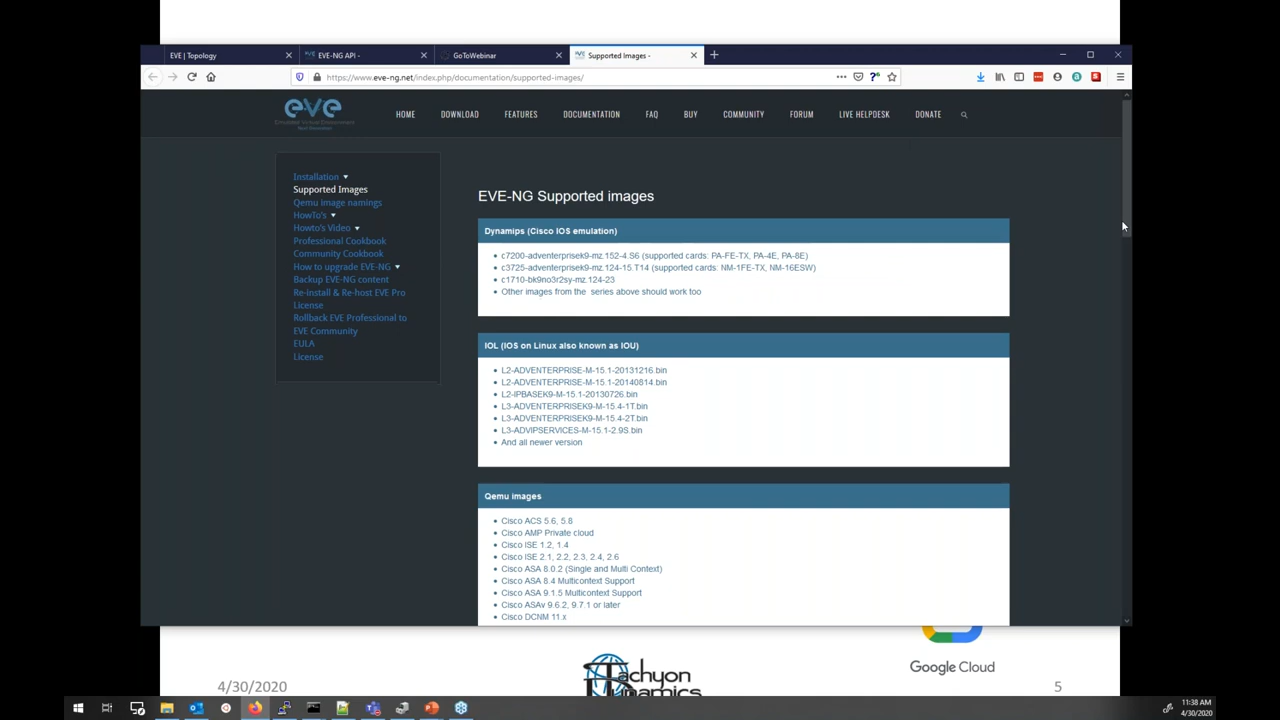 EVE | Topology
EVE-NG API -
GoToWebinar
Supported Images -
https://www.eve-ng.net/index.php/documentation/supported-images/
eve
HOME
DOWNLOAD
FEATURES
DOCUMENTATION
FAQ
BUY
COMMUNITY
FORUM
LIVE HELPDESK
DONATE
Installation
Supported Images
Qemu image namings
HowTo's
Howto's Video
Professional Cookbook
Community Cookbook
How to upgrade EVE-NG
Backup EVE-NG content
Re-install & Re-host EVE Pro
License
Rollback EVE Professional to
EVE Community
EULA
License
EVE-NG Supported images
Dynamips (Cisco IOS emulation)
c7200-adventerprisek9-mz.152-4.S6 (supported cards: PA-FE-TX, PA-4E, PA-8E)
c3725-adventerprisek9-mz.124-15.T14 (supported cards: NM-1FE-TX, NM-16ESW)
c1710-bk9no3r2sy-mz.124-23
Other images from the series above should work too
IOL (IOS on Linux also known as IOU)
L2-ADVENTERPRISE-M-15.1-20131216.bin
L2-ADVENTERPRISE-M-15.1-20140814.bin
L2-IPBASEK9-M-15.1-20130726.bin
L3-ADVENTERPRISEK9-M-15.4-1T.bin
L3-ADVENTERPRISEK9-M-15.4-2T.bin
L3-ADVIPSERVICES-M-15.1-2.9S.bin
And all newer version
Qemu images
Cisco ACS 5.6, 5.8
Cisco AMP Private cloud
Cisco ISE 1.2, 1.4
Cisco ISE 2.1, 2.2, 2.3, 2.4, 2.6
Cisco ASA 8.0.2 (Single and Multi Context)
Cisco ASA 8.4 Multicontext Support
Cisco ASA 9.1.5 Multicontext Support
Cisco ASAv 9.6.2, 9.7.1 or later
Cisco DCNM 11.x
Google Cloud
4/30/2020
Tachyon
Dynamics
5
11:38 AM
4/30/2020